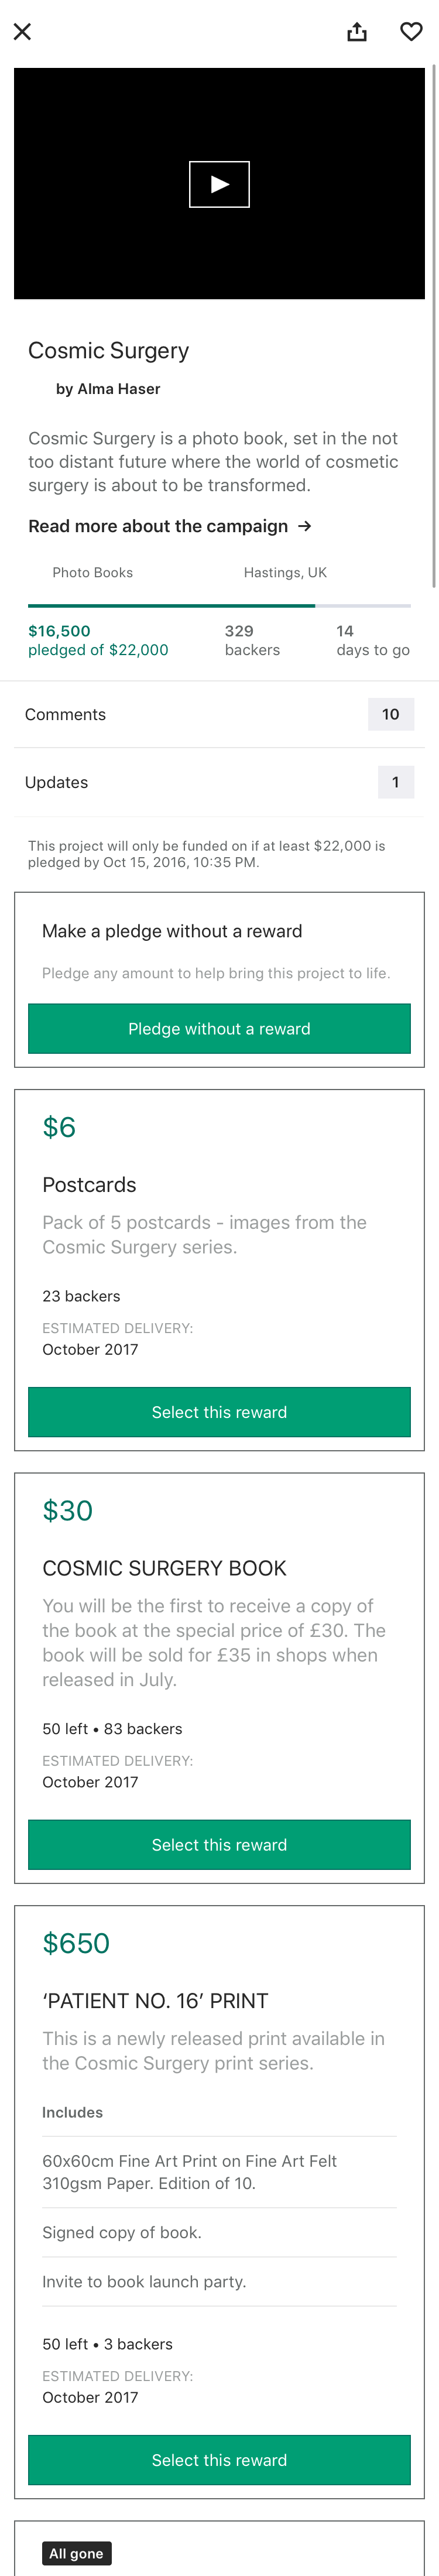 Cosmic Surgery
by Alma Haser
Cosmic Surgery is a photo book, set in the not
too distant future where the world of cosmetic
surgery is about to be transformed.
Read more about the campaign →
Photo Books
Hastings, UK
$16,500
pledged of $22,000
329
backers
14
days to go
Comments
10
Updates
1
This project will only be funded on if at least $22,000 is
pledged by Oct 15, 2016, 10:35 PM.
Make a pledge without a reward
Pledge any amount to help bring this project to life.
Pledge without a reward
$6
Postcards
Pack of 5 postcards - images from the
Cosmic Surgery series.
23 backers
ESTIMATED DELIVERY:
October 2017
Select this reward
$30
COSMIC SURGERY BOOK
You will be the first to receive a copy of
the book at the special price of £30. The
book will be sold for £35 in shops when
released in July.
50 left • 83 backers
ESTIMATED DELIVERY:
October 2017
Select this reward
$650
‘PATIENT NO. 16’ PRINT
This is a newly released print available in
the Cosmic Surgery print series.
Includes
60x60cm Fine Art Print on Fine Art Felt
310gsm Paper. Edition of 10.
Signed copy of book.
Invite to book launch party.
50 left • 3 backers
ESTIMATED DELIVERY:
October 2017
Select this reward
All gone